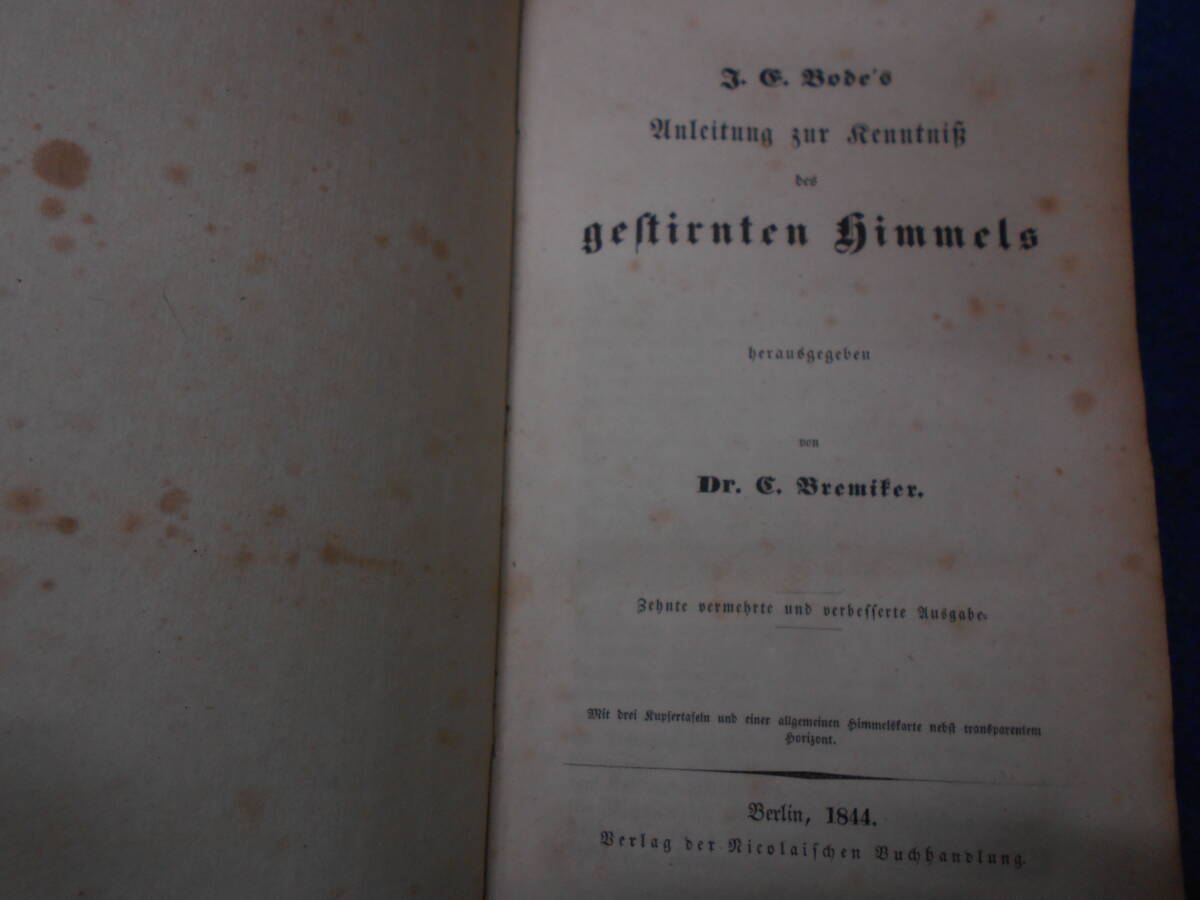 J. E. Bode's
Anleitung zur Kenntniß
des
gestirnten Himmels
herausgegeben
von
Dr. C. Bremiker.
Zehnte vermehrte und verbesserte Ausgabe.
Mit drei Kupfertafeln und einer allgemeinen Himmelskarte nebst transparentem
Horizont.
Berlin, 1844.
Verlag der Nicolaischen Buchhandlung.